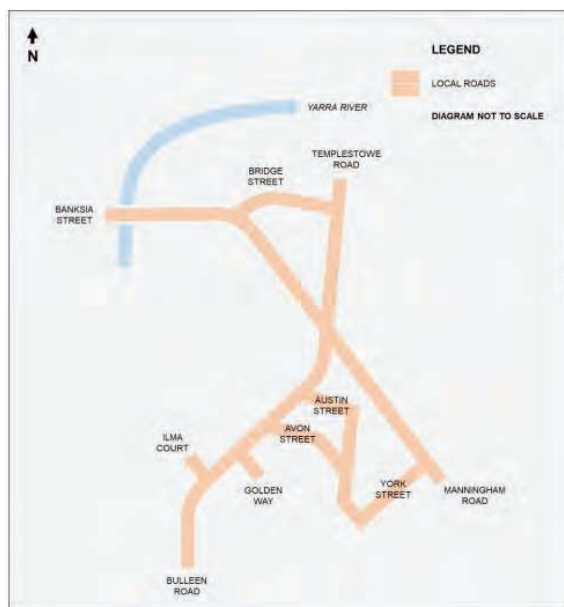 N
LEGEND
LOCAL ROADS
DIAGRAM NOT TO SCALE
YARRA RIVER
TEMPLESTOWE
ROAD
BRIDGE
STREET
BANKSIA
STREET
AUSTIN
STREET
AVON
STREET
ILMA
COURT
GOLDEN
WAY
YORK
STREET
MANNINGHAM
ROAD
BULLEEN
ROAD